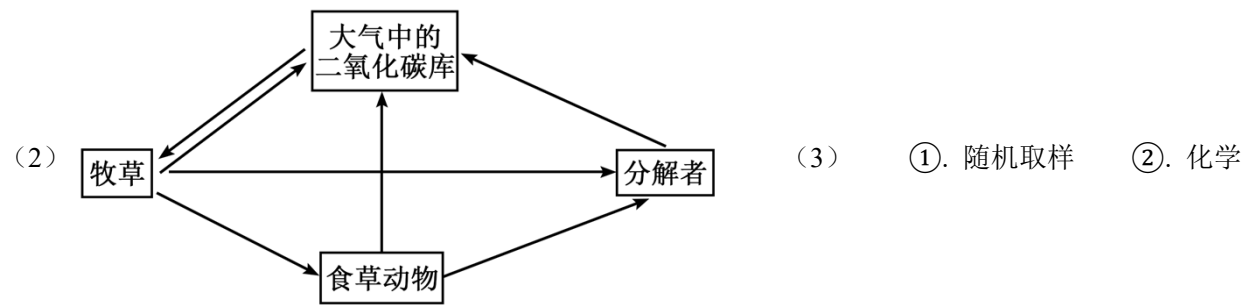 大气中的
二氧化碳库
（2）
牧草
分解者
（3） ①. 随机取样 ②. 化学
食草动物